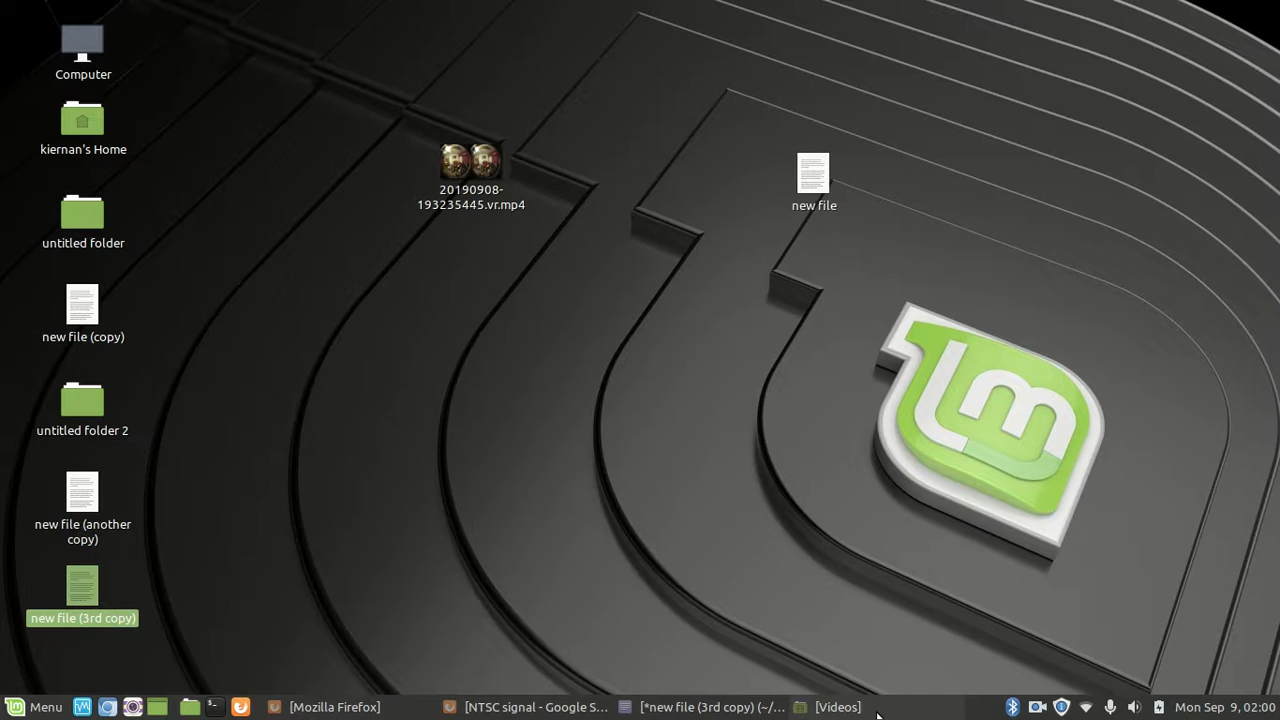 Computer
kiernan's Home
untitled folder
new file (copy)
untitled folder 2
new file (another
copy)
new file (3rd copy)
20190908-
193235445.vr.mp4
new file
lm
Menu
[Mozilla Firefox]
[NTSC signal - Google S...
[*new file (3rd copy) (~/...
[Videos]
Mon Sep 9, 02:00